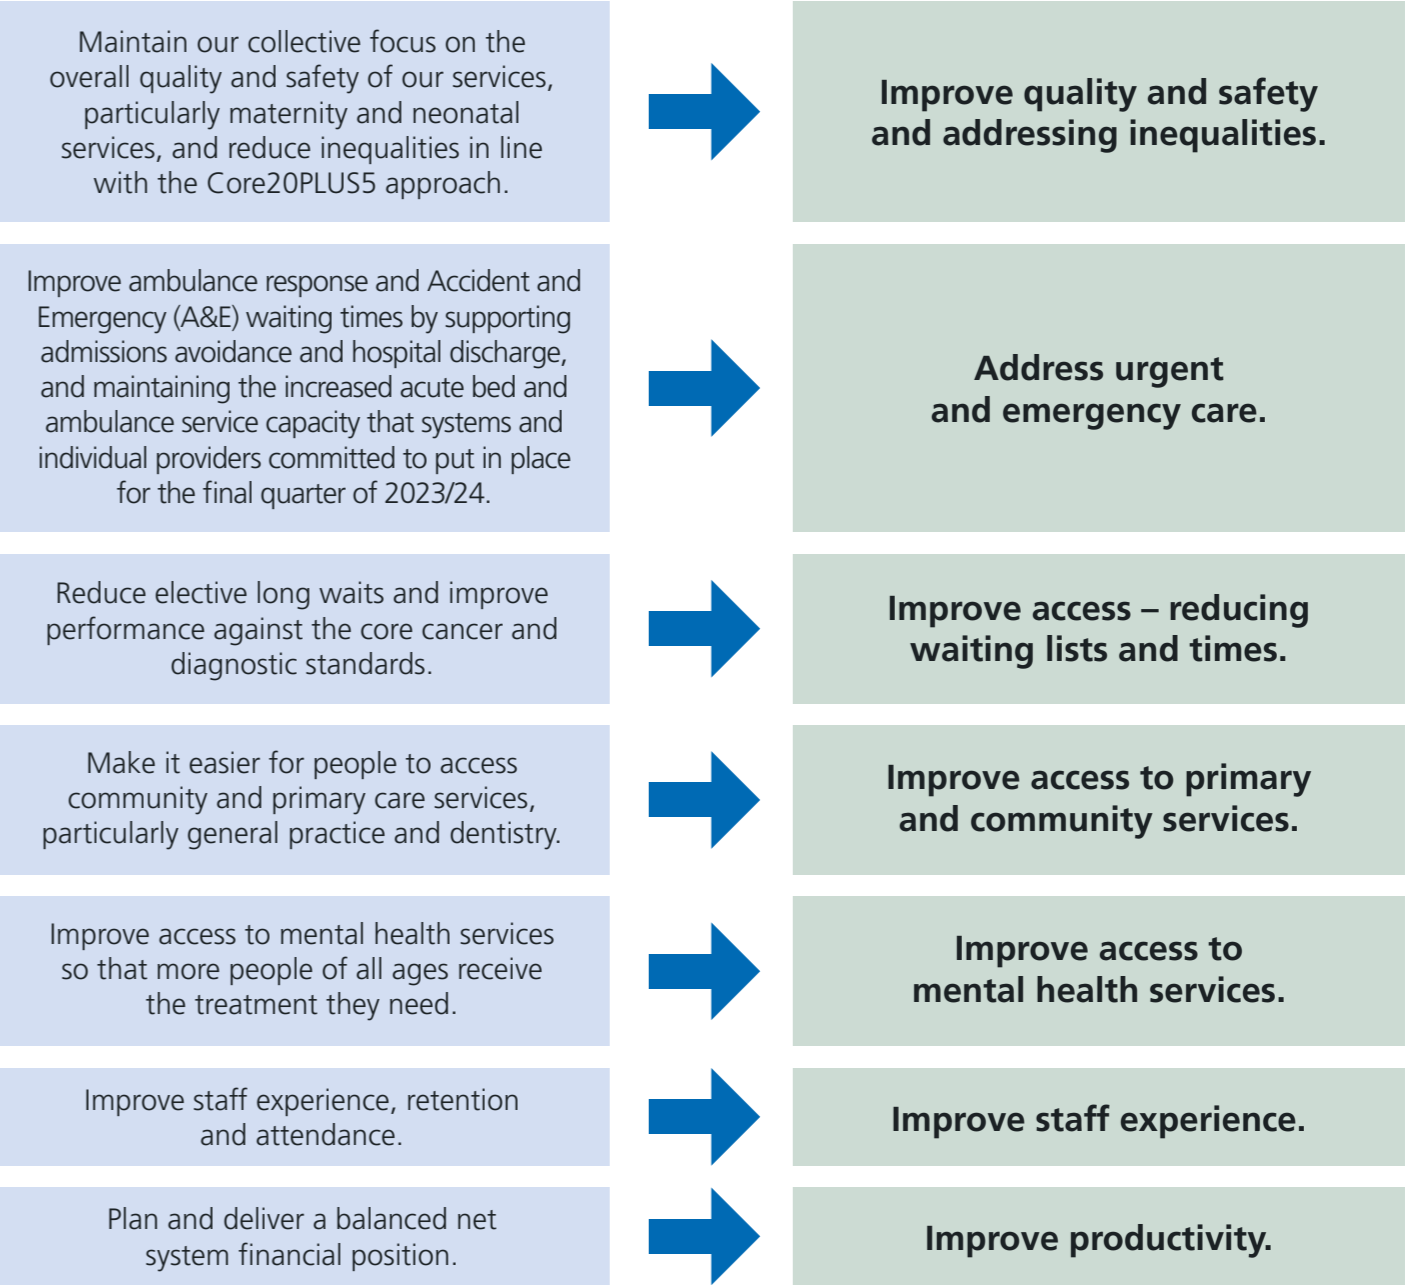 Maintain our collective focus on the
overall quality and safety of our services,
particularly maternity and neonatal
services, and reduce inequalities in line
with the Core20PLUS5 approach.
Improve quality and safety
and addressing inequalities.
Improve ambulance response and Accident and
Emergency (A&E) waiting times by supporting
admissions avoidance and hospital discharge,
and maintaining the increased acute bed and
ambulance service capacity that systems and
individual providers committed to put in place
for the final quarter of 2023/24.
Address urgent
and emergency care.
Reduce elective long waits and improve
performance against the core cancer and
diagnostic standards.
Improve access – reducing
waiting lists and times.
Make it easier for people to access
community and primary care services,
particularly general practice and dentistry.
Improve access to primary
and community services.
Improve access to mental health services
so that more people of all ages receive
the treatment they need.
Improve access to
mental health services.
Improve staff experience, retention
and attendance.
Improve staff experience.
Plan and deliver a balanced net
system financial position.
Improve productivity.